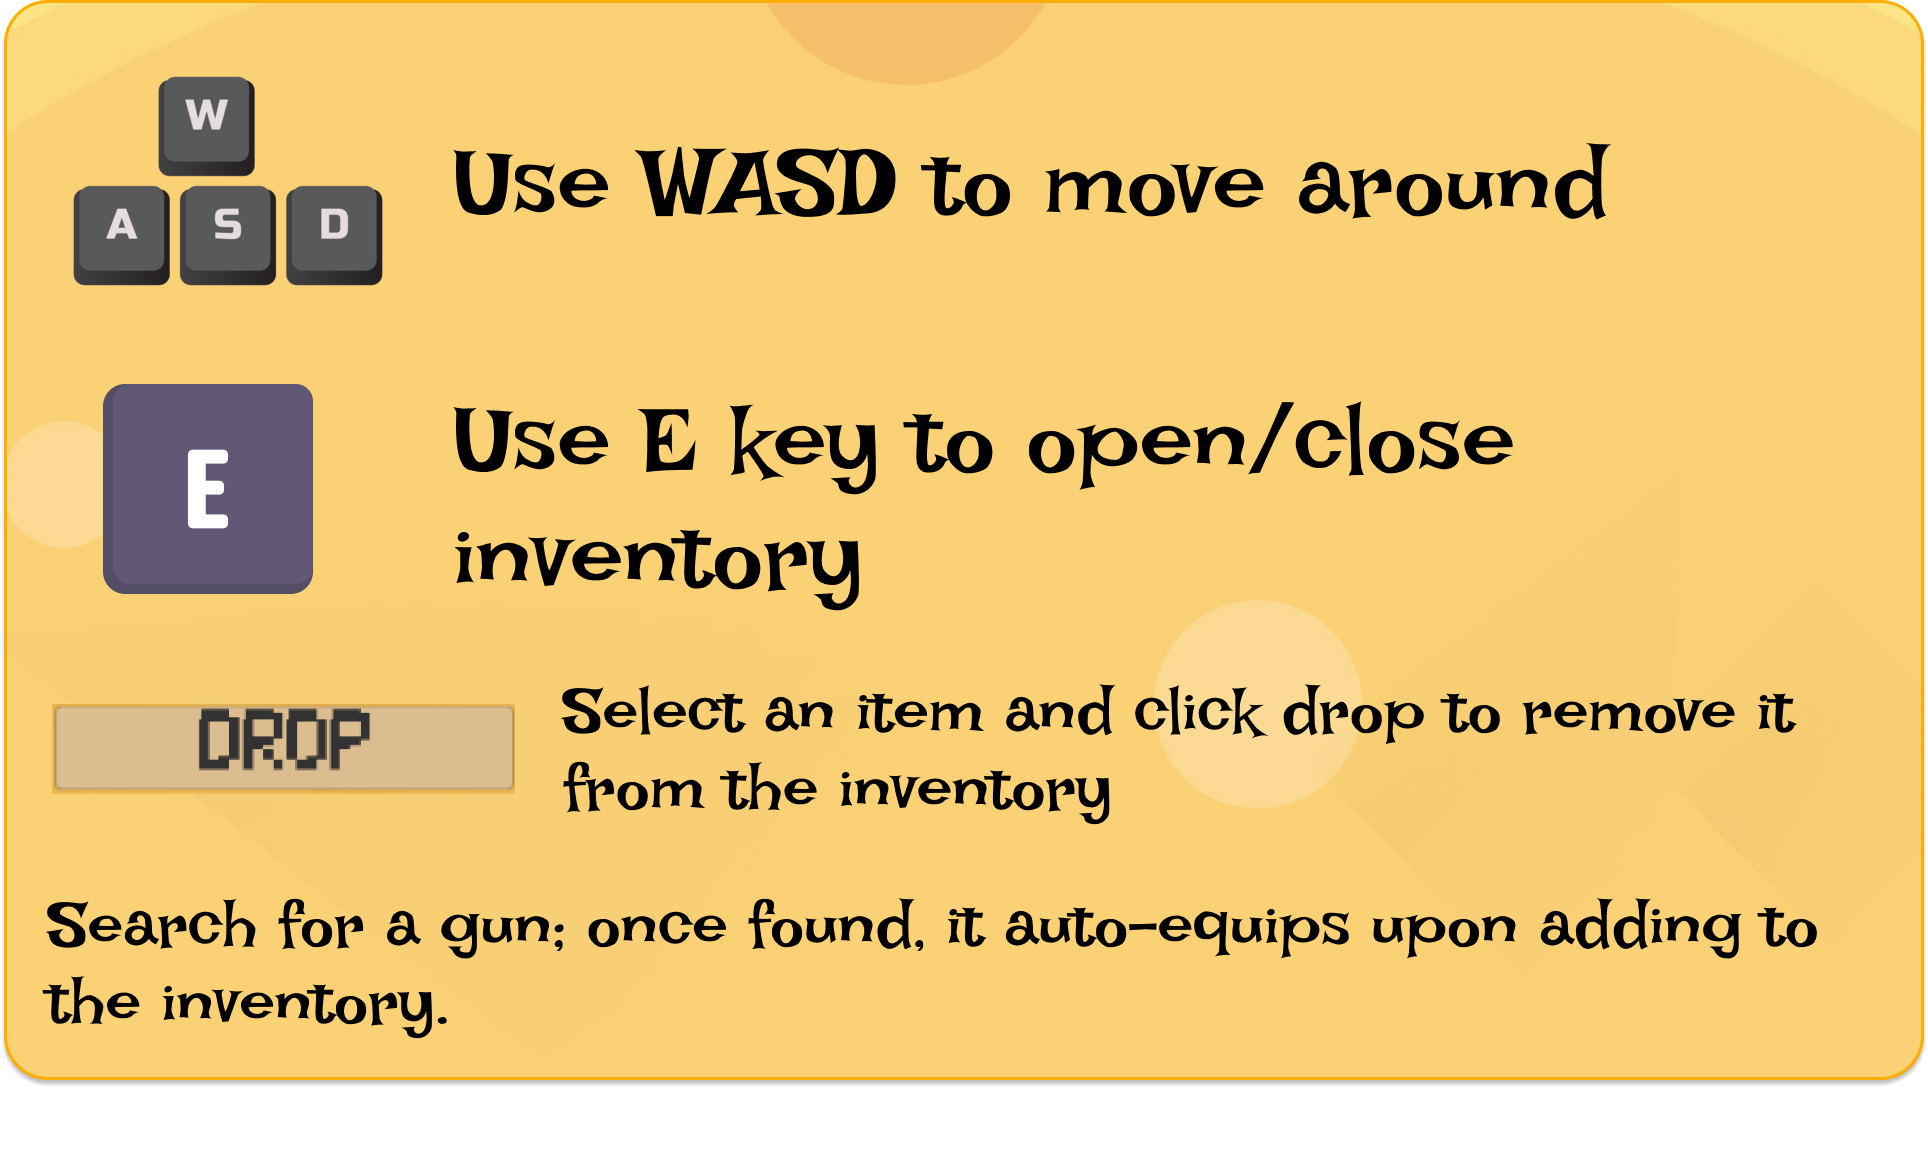 W
A S D
Use WASD to move around
E
Use E key to open/close
inventory
DROP
Select an item and click drop to remove it
from the inventory
Search for a gun; once found, it auto-equips upon adding to
the inventory.